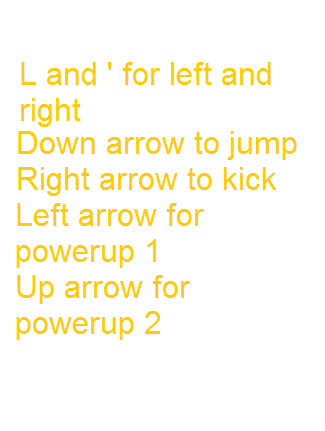 L and ' for left and
right
Down arrow to jump
Right arrow to kick
Left arrow for
powerup 1
Up arrow for
powerup 2